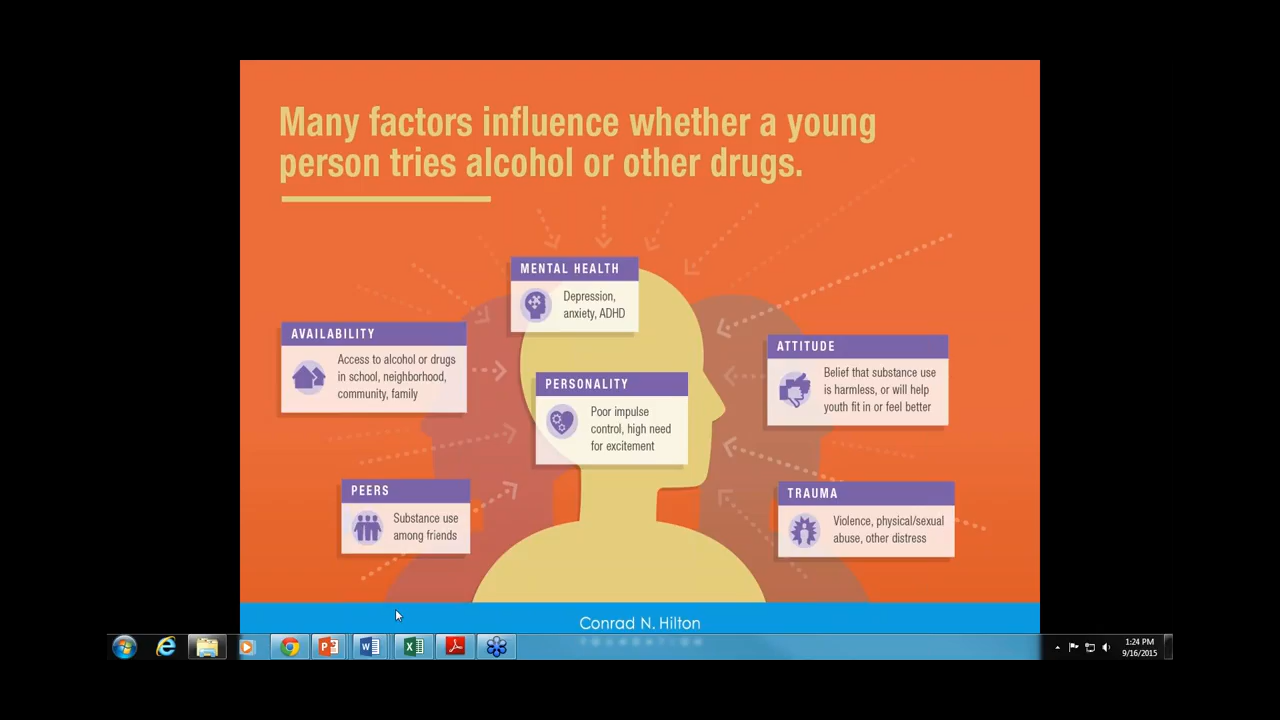 Many factors influence whether a young
person tries alcohol or other drugs.
MENTAL HEALTH
Depression,
anxiety, ADHD
AVAILABILITY
Access to alcohol or drugs
in school, neighborhood,
community, family
PERSONALITY
Poor impulse
control, high need
for excitement
ATTITUDE
Belief that substance use
is harmless, or will help
youth fit in or feel better
PEERS
Substance use
among friends
TRAUMA
Violence, physical/sexual
abuse, other distress
Conrad N. Hilton
FOUNDATION
1:24 PM
9/16/2015